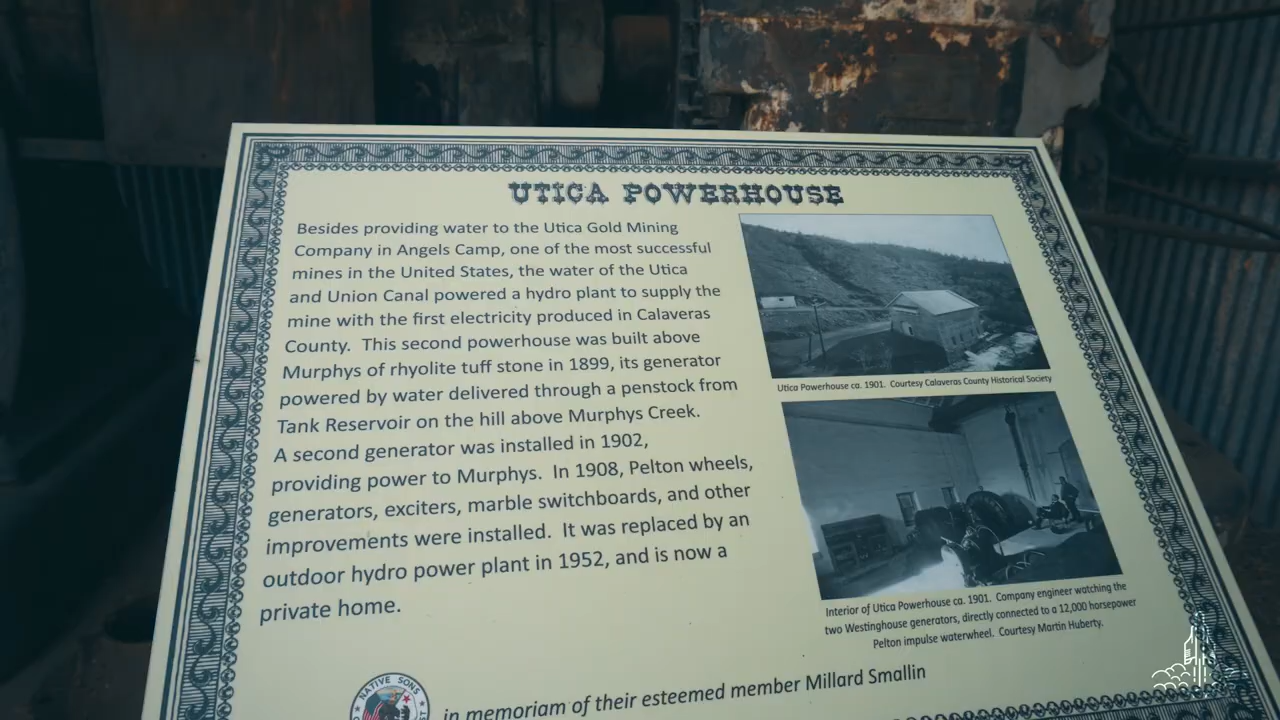 UTICA POWERHOUSE
Besides providing water to the Utica Gold Mining
Company in Angels Camp, one of the most successful
mines in the United States, the water of the Utica
and Union Canal powered a hydro plant to supply the
mine with the first electricity produced in Calaveras
County. This second powerhouse was built above
Murphys of rhyolite tuff stone in 1899, its generator
powered by water delivered through a penstock from
Tank Reservoir on the hill above Murphys Creek.
A second generator was installed in 1902,
providing power to Murphys. In 1908, Pelton wheels,
generators, exciters, marble switchboards, and other
improvements were installed. It was replaced by an
outdoor hydro power plant in 1952, and is now a
private home.
Utica Powerhouse ca. 1901. Courtesy Calaveras County Historical Society
Interior of Utica Powerhouse ca. 1901. Company engineer watching the
two Westinghouse generators, directly connected to a 12,000 horsepower
Pelton impulse waterwheel. Courtesy Martin Huberty.
NATIVE SONS
in memoriam of their esteemed member Millard Smallin